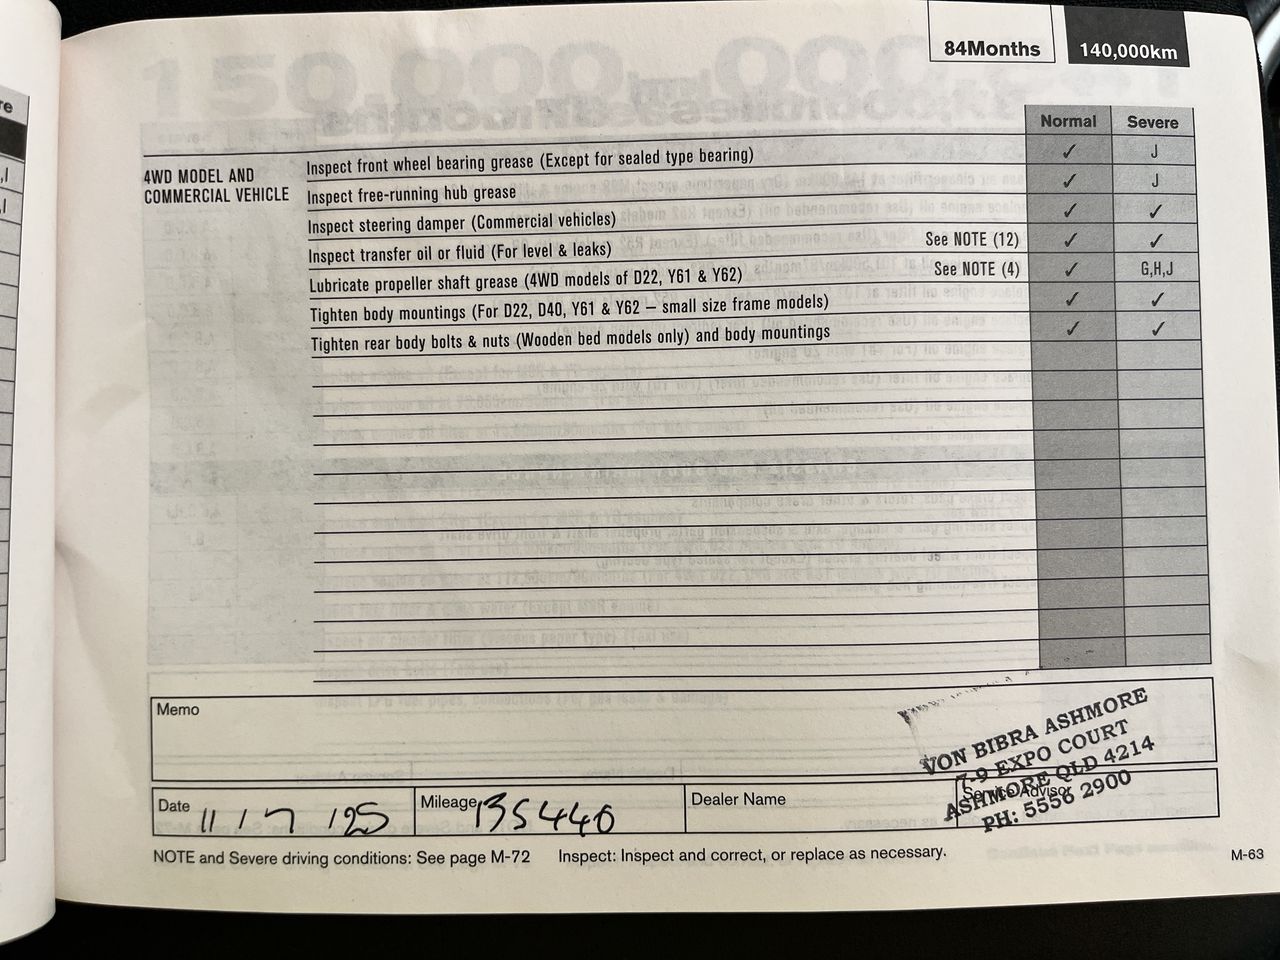 84Months 140,000km
Normal Severe
4WD MODEL AND
COMMERCIAL VEHICLE
Inspect front wheel bearing grease (Except for sealed type bearing) ✓ J
Inspect free-running hub grease ✓ J
Inspect steering damper (Commercial vehicles) ✓ ✓
Inspect transfer oil or fluid (For level & leaks) See NOTE (12) ✓ ✓
Lubricate propeller shaft grease (4WD models of D22, Y61 & Y62) See NOTE (4) ✓ G,H,J
Tighten body mountings (For D22, D40, Y61 & Y62 – small size frame models) ✓ ✓
Tighten rear body bolts & nuts (Wooden bed models only) and body mountings ✓ ✓
Memo
VON BIBRA ASHMORE
7-9 EXPO COURT
ASHMORE QLD 4214
PH: 5556 2900
Date 11/7/25 Mileage 135440 Dealer Name Service Advisor
NOTE and Severe driving conditions: See page M-72 Inspect: Inspect and correct, or replace as necessary.
M-63